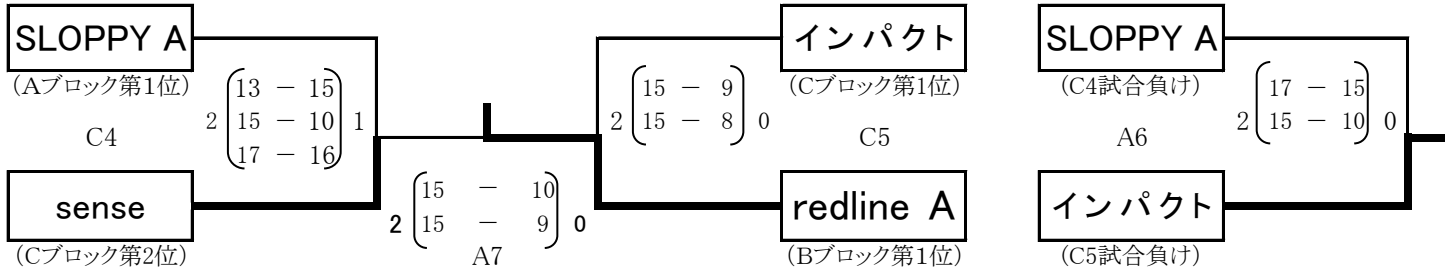 SLOPPY A
インパクト
SLOPPY A
(Aブロック第1位)
(Cブロック第1位)
(C4試合負け)
2 13 － 15 1
15 － 10
17 － 16
2 15 － 9 0
15 － 8
2 17 － 15 0
15 － 10
C4
C5
A6
sense
redline A
インパクト
2 15 － 10 0
15 － 9
A7
(Cブロック第2位)
(Bブロック第1位)
(C5試合負け)